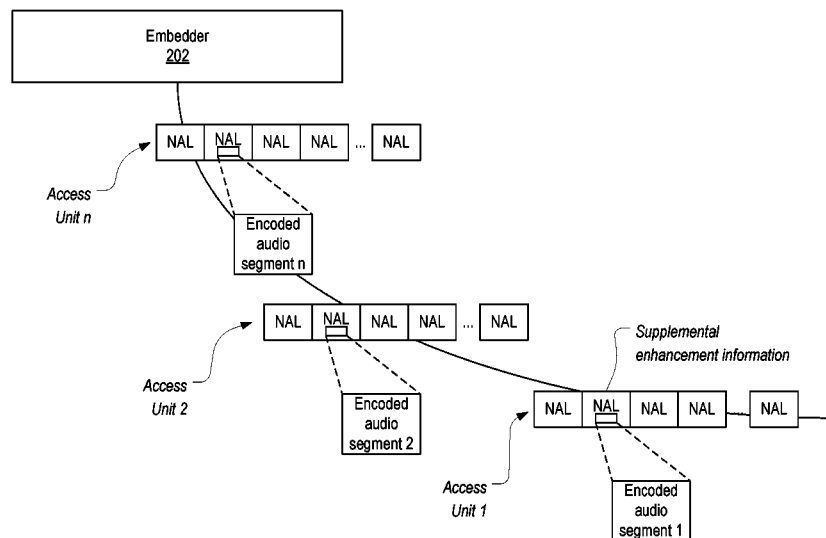 Embedder
202
NAL NAL NAL NAL ... NAL
Access
Unit n
Encoded
audio
segment n
NAL NAL NAL NAL ... NAL
Supplemental
enhancement information
Access
Unit 2
Encoded
audio
segment 2
NAL NAL NAL NAL NAL
Access
Unit 1
Encoded
audio
segment 1